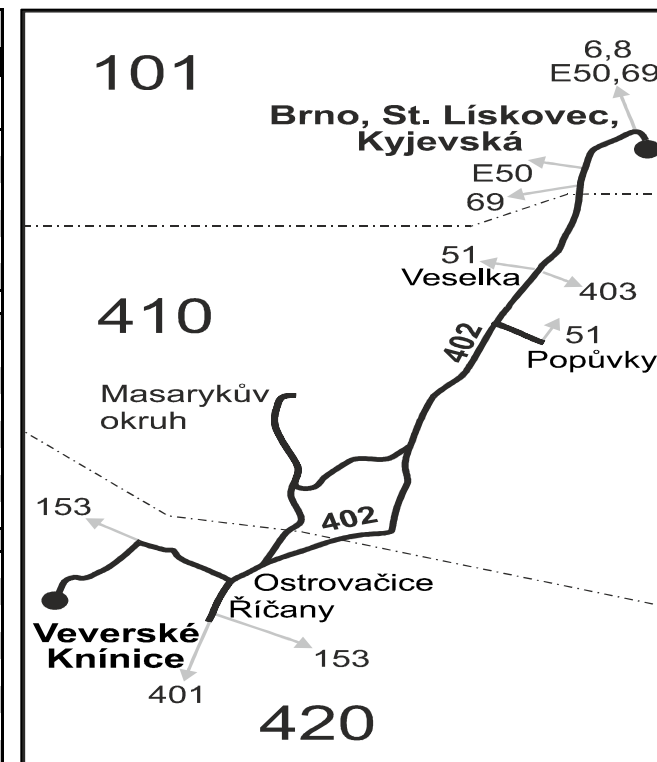 101
6,8
E50,69
Brno, St. Lískovec,
Kyjevská
E50
69
51
Veselka
403
410
402
51
Popůvky
Masarykův
okruh
402
153
Ostrovačice
Říčany
Veverské
Knínice
153
401
420